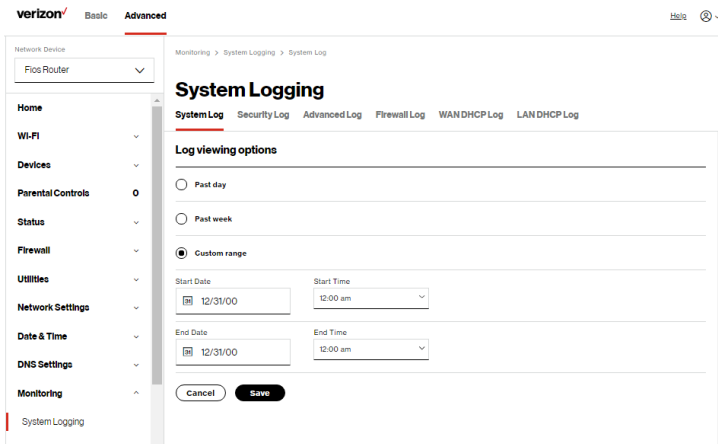 verizon✓ Basic Advanced Help
Network Device
Fios Router
Home
Wi-Fi
Devices
Parental Controls 0
Status
Firewall
Utilities
Network Settings
Date & Time
DNS Settings
Monitoring
System Logging
Monitoring > System Logging > System Log
System Logging
System Log Security Log Advanced Log Firewall Log WAN DHCP Log LAN DHCP Log
Log viewing options
Past day
Past week
Custom range
Start Date Start Time
12/31/00 12:00 am
End Date End Time
12/31/00 12:00 am
Cancel Save